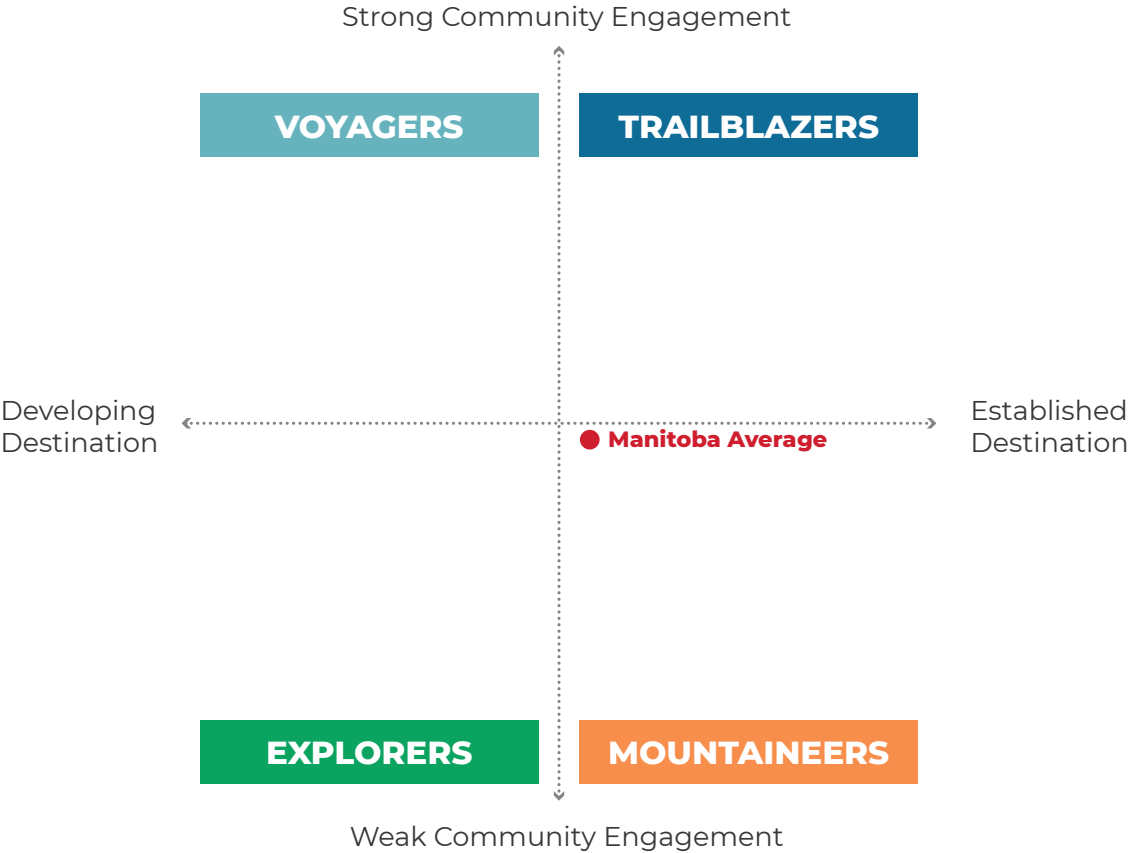 Strong Community Engagement
VOYAGERS
TRAILBLAZERS
Developing
Destination
Established
Destination
Manitoba Average
EXPLORERS
MOUNTAINEERS
Weak Community Engagement